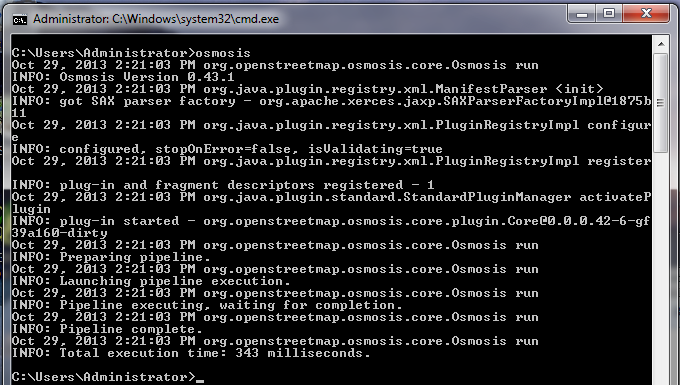 Administrator: C:\Windows\system32\cmd.exe
C:\Users\Administrator>osmosis
Oct 29, 2013 2:21:03 PM org.openstreetmap.osmosis.core.Osmosis run
INFO: Osmosis Version 0.43.1
Oct 29, 2013 2:21:03 PM org.java.plugin.registry.xml.ManifestParser <init>
INFO: got SAX parser factory - org.apache.xerces.jaxp.SAXParserFactoryImpl@1875b
11
Oct 29, 2013 2:21:03 PM org.java.plugin.registry.xml.PluginRegistryImpl configur
e
INFO: configured, stopOnError=false, isValidating=true
Oct 29, 2013 2:21:03 PM org.java.plugin.registry.xml.PluginRegistryImpl register
INFO: plug-in and fragment descriptors registered - 1
Oct 29, 2013 2:21:03 PM org.java.plugin.standard.StandardPluginManager activateP
lugin
INFO: plug-in started - org.openstreetmap.osmosis.core.plugin.Core@0.0.0.42-6-gf
39a160-dirty
Oct 29, 2013 2:21:03 PM org.openstreetmap.osmosis.core.Osmosis run
INFO: Preparing pipeline.
Oct 29, 2013 2:21:03 PM org.openstreetmap.osmosis.core.Osmosis run
INFO: Launching pipeline execution.
Oct 29, 2013 2:21:03 PM org.openstreetmap.osmosis.core.Osmosis run
INFO: Pipeline executing, waiting for completion.
Oct 29, 2013 2:21:03 PM org.openstreetmap.osmosis.core.Osmosis run
INFO: Pipeline complete.
Oct 29, 2013 2:21:03 PM org.openstreetmap.osmosis.core.Osmosis run
INFO: Total execution time: 343 milliseconds.
C:\Users\Administrator>_